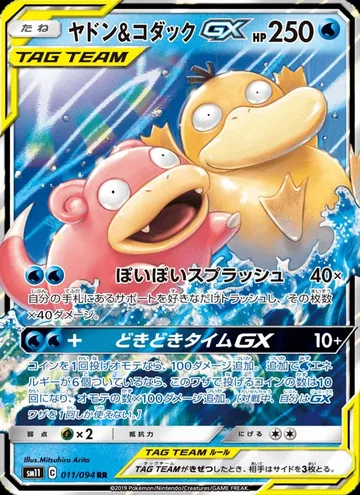 たね ヤドン&コダックGX HP250
TAG TEAM
ぽいぽいスプラッシュ 40×
自分の手札にあるサポートを好きなだけトラッシュし、その枚数
×40ダメージ。
+ どきどきタイムGX 10+
コインを1回投げオモテなら、100ダメージ追加。追加でエネ
ルギーが6個ついているなら、このワザで投げるコインの数は10
回になり、オモテの数×100ダメージ追加。[対戦中、自分はGX
ワザを1回しか使えない。]
弱点 ×2 抵抗力 にげる
Illus.Mitsuhiro Arita
sm11 C 011/094 RR
TAG TEAM ルール
TAG TEAMがきぜつしたとき、相手はサイドを3枚とる。
©2019 Pokémon/Nintendo/Creatures/GAME FREAK.